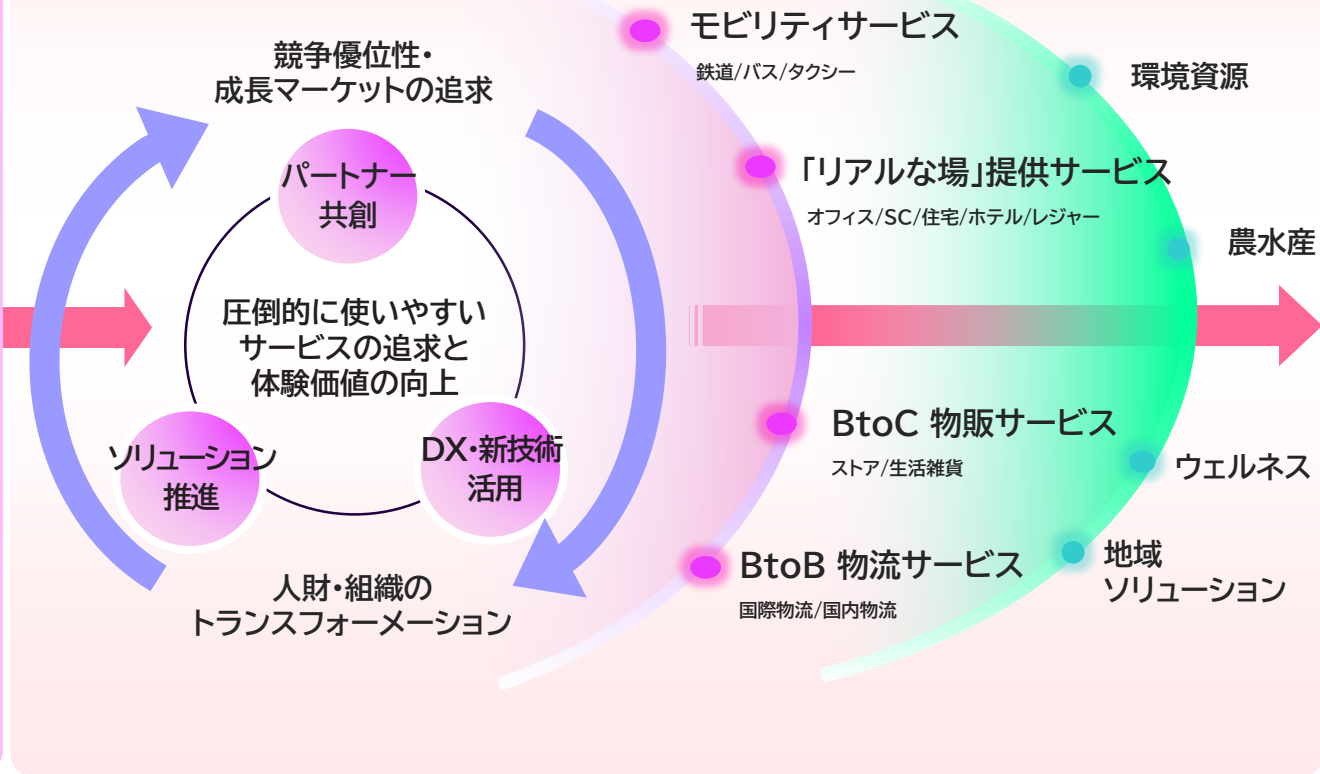 競争優位性・
成長マーケットの追求
パートナー
共創
圧倒的に使いやすい
サービスの追求と
体験価値の向上
ソリューション
推進
DX・新技術
活用
人財・組織の
トランスフォーメーション
モビリティサービス
鉄道/バス/タクシー
「リアルな場」提供サービス
オフィス/SC/住宅/ホテル/レジャー
BtoC 物販サービス
ストア/生活雑貨
BtoB 物流サービス
国際物流/国内物流
環境資源
農水産
ウェルネス
地域
ソリューション